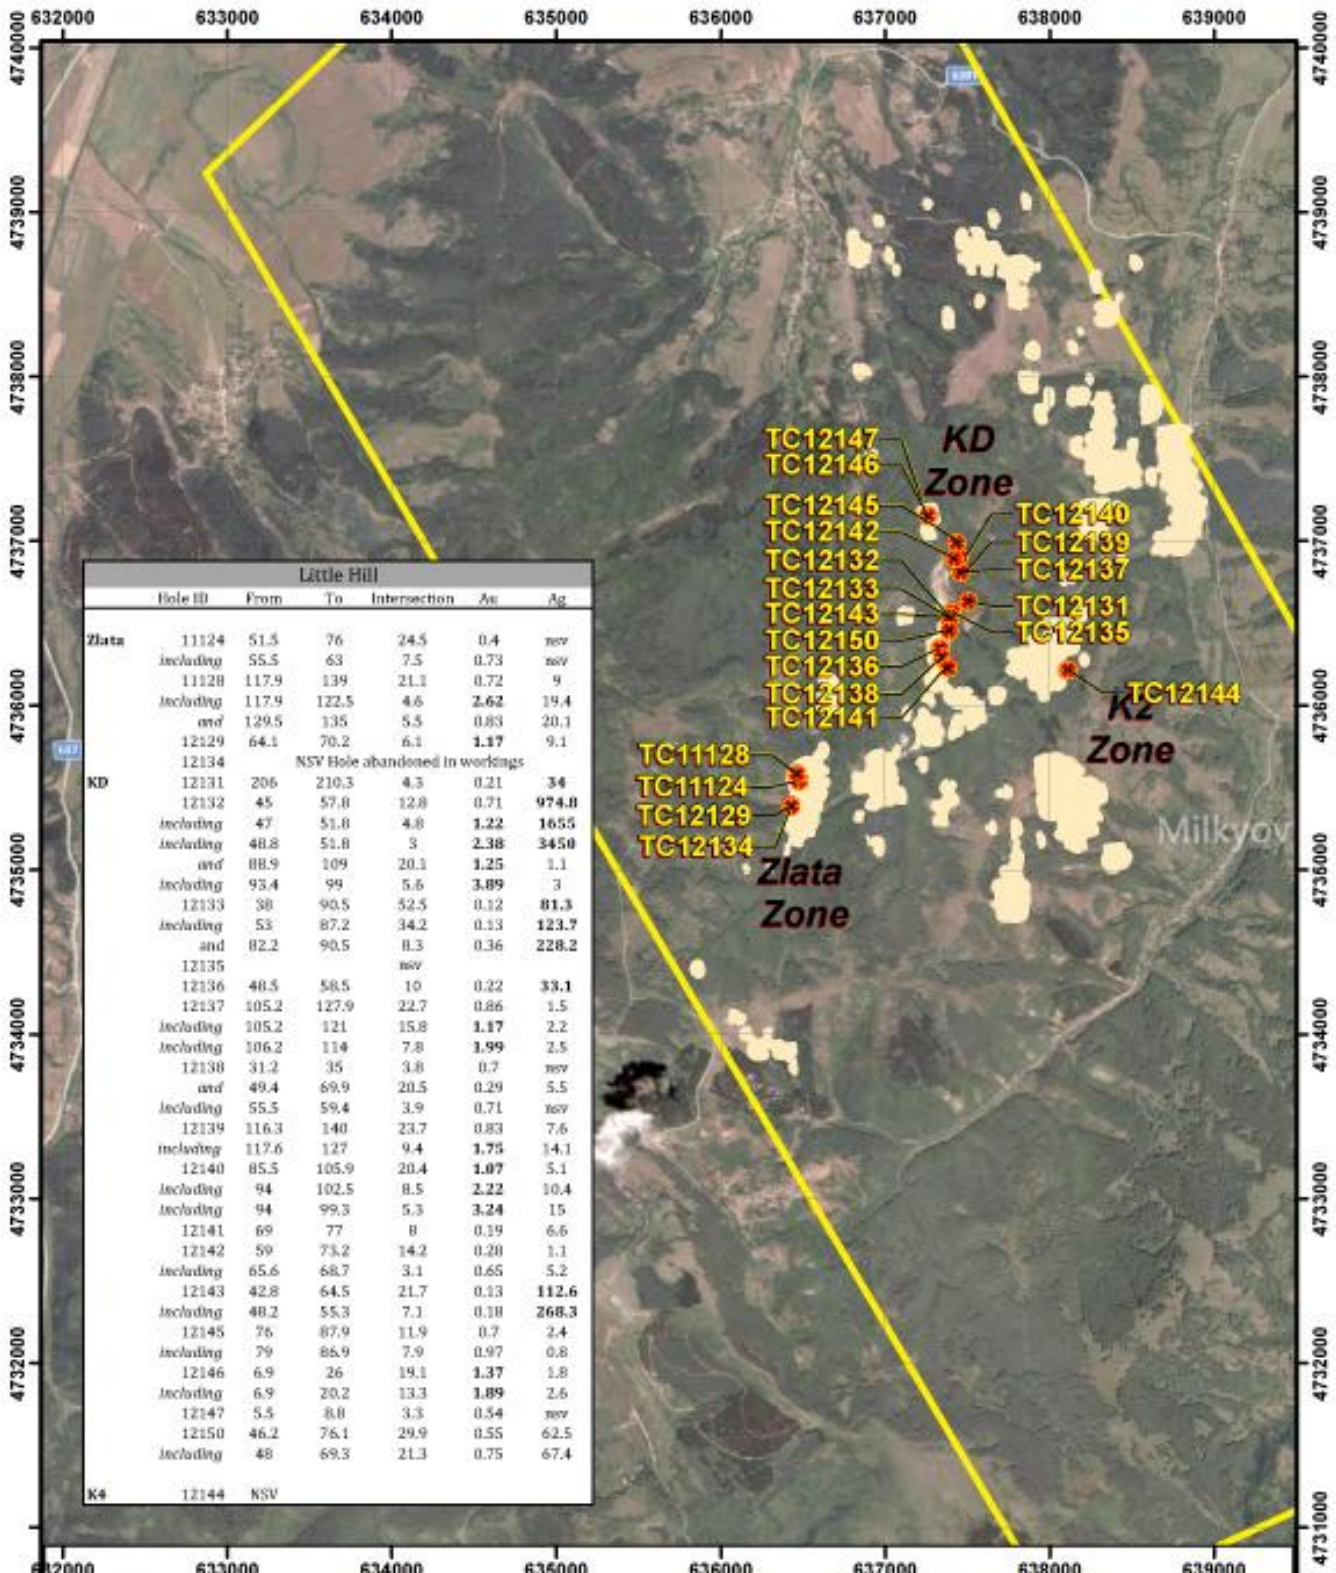 632000 633000 634000 635000 636000 637000 638000 639000
4740000 4740000
4739000 4739000
4738000 4738000
TC12147
TC12146
KD
Zone
TC12145
TC12142
TC12132
TC12133
TC12143
TC12150
TC12136
TC12138
TC12141
TC12140
TC12139
TC12137
TC12131
TC12135
4737000 4737000
TC12144
K2
Zone
4736000 4736000
TC11128
TC11124
TC12129
TC12134
Zlata
Zone
Milkyov
4735000 4735000
4734000 4734000
4733000 4733000
4732000 4732000
4731000
Little Hill
Hole ID From To Intersection Au Ag
Zlata 11124 51.5 76 24.5 0.4 nsv
including 55.5 63 7.5 0.73 nsv
11128 117.9 139 21.1 0.72 9
including 117.9 122.5 4.6 2.62 19.4
and 129.5 135 5.5 0.83 20.1
12129 64.1 70.2 6.1 1.17 9.1
12134 NSV Hole abandoned in workings
KD 12131 206 210.3 4.3 0.21 34
12132 45 57.8 12.8 0.71 974.8
including 47 51.8 4.8 1.22 1655
including 48.8 51.8 3 2.38 3450
and 88.9 109 20.1 1.25 1.1
including 93.4 99 5.6 3.89 3
12133 38 90.5 52.5 0.12 81.3
including 53 87.2 34.2 0.13 123.7
and 82.2 90.5 8.3 0.36 228.2
12135 nsv
12136 48.5 58.5 10 0.22 33.1
12137 105.2 127.9 22.7 0.86 1.5
including 105.2 121 15.8 1.17 2.2
including 106.2 114 7.8 1.99 2.5
12138 31.2 35 3.8 0.7 nsv
and 49.4 69.9 20.5 0.29 5.5
including 55.5 59.4 3.9 0.71 nsv
12139 116.3 140 23.7 0.83 7.6
including 117.6 127 9.4 1.75 14.1
12140 85.5 105.9 20.4 1.07 5.1
including 94 102.5 8.5 2.22 10.4
including 94 99.3 5.3 3.24 15
12141 69 77 8 0.19 6.6
12142 59 73.2 14.2 0.28 1.1
including 65.6 68.7 3.1 0.65 5.2
12143 42.8 64.5 21.7 0.13 112.6
including 48.2 55.3 7.1 0.18 268.3
12145 76 87.9 11.9 0.7 2.4
including 79 86.9 7.9 0.97 0.8
12146 6.9 26 19.1 1.37 1.8
including 6.9 20.2 13.3 1.89 2.6
12147 5.5 8.8 3.3 0.54 nsv
12150 46.2 76.1 29.9 0.55 62.5
including 48 69.3 21.3 0.75 67.4
K4 12144 NSV
632000 633000 634000 635000 636000 637000 638000 639000